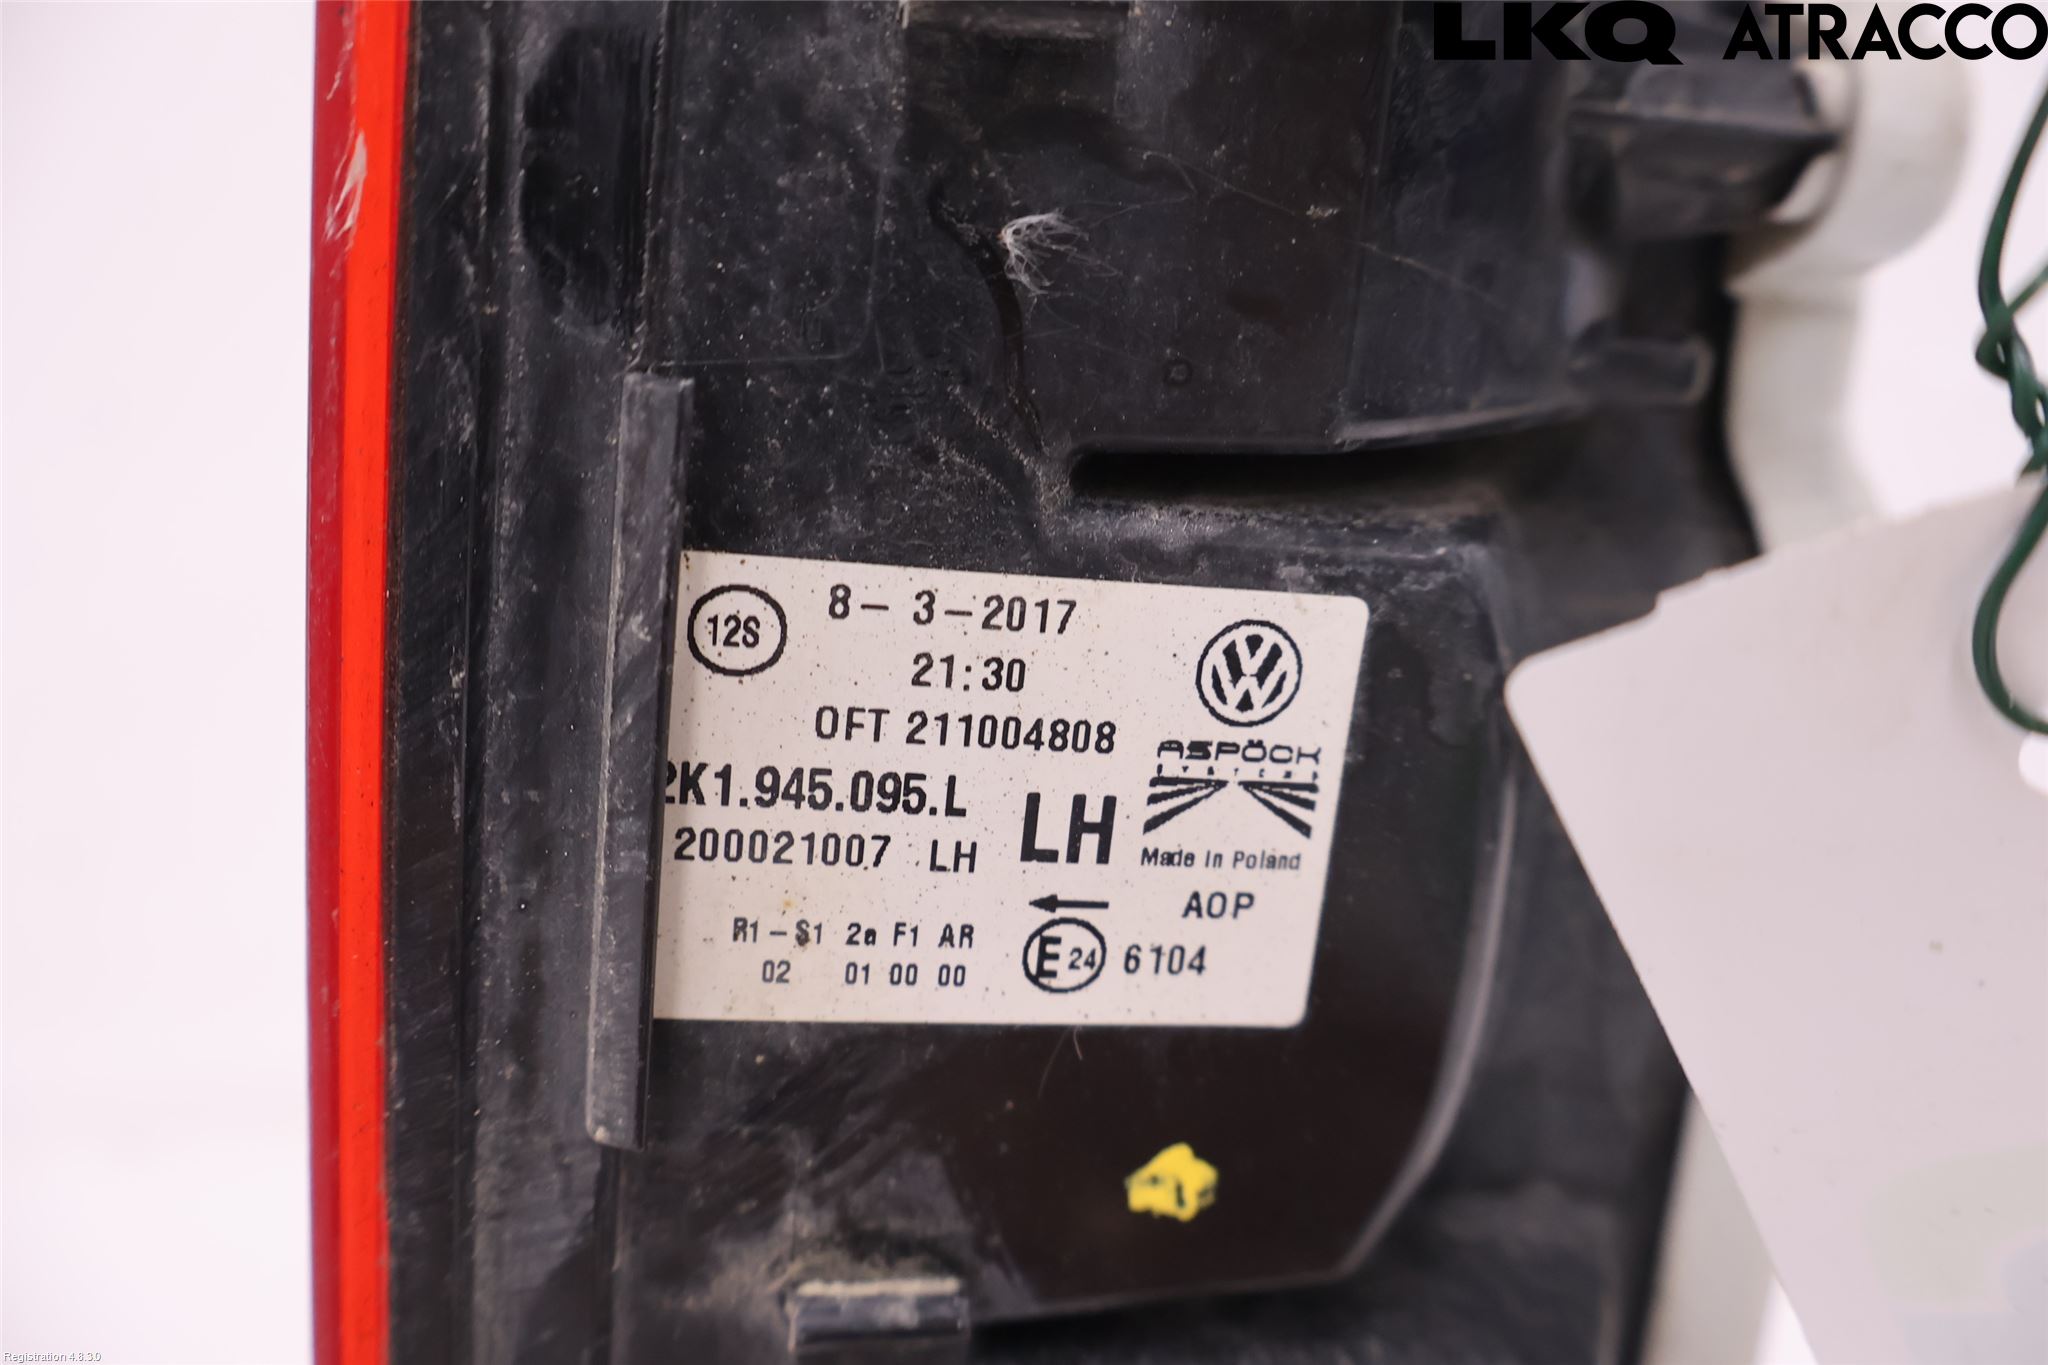 LKQ ATRACCO
12S
8- 3-2017
21:30
OFT 211004808
2K1.945.095.L
LH
200021007 LH
ASPÖCK
SYSTEMS
Made In Poland
AOP
R1-S1 2a F1 AR
02 01 00 00
E24 6104
Registration 4.8.3.0